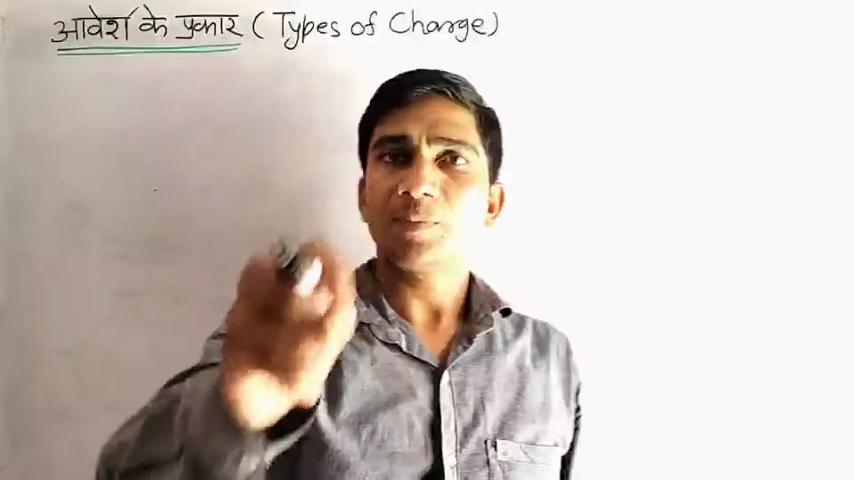 आवेश के प्रकार ( Types of Charge)